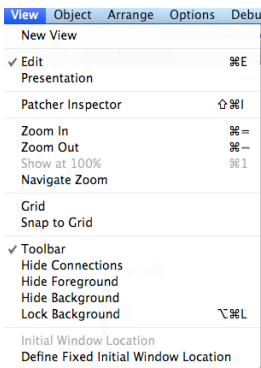 View Object Arrange Options Debu
New View
✓ Edit ⌘E
Presentation
Patcher Inspector ⇧⌘I
Zoom In ⌘=
Zoom Out ⌘−
Show at 100% ⌘1
Navigate Zoom
Grid
Snap to Grid
✓ Toolbar
Hide Connections
Hide Foreground
Hide Background
Lock Background ⌥⌘L
Initial Window Location
Define Fixed Initial Window Location